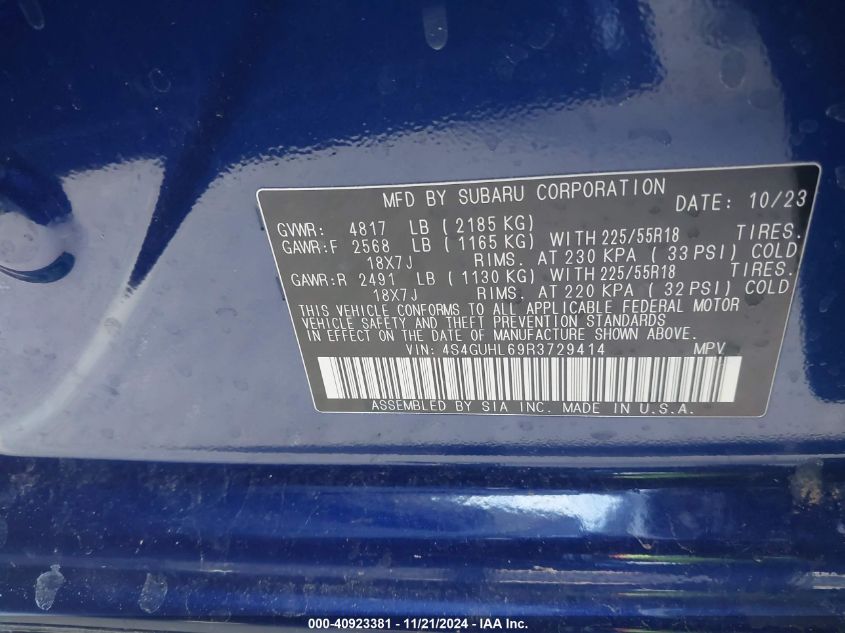 MFD BY SUBARU CORPORATION DATE: 10/23
GVWR: 4817 LB (2185 KG)
GAWR:F 2568 LB (1165 KG) WITH 225/55R18 TIRES.
18X7J RIMS. AT 230 KPA (33 PSI) COLD
GAWR:R 2491 LB (1130 KG) WITH 225/55R18 TIRES.
18X7J RIMS. AT 220 KPA (32 PSI) COLD
THIS VEHICLE CONFORMS TO ALL APPLICABLE FEDERAL MOTOR
VEHICLE SAFETY AND THEFT PREVENTION STANDARDS
IN EFFECT ON THE DATE OF MANUFACTURE SHOWN ABOVE.
VIN: 4S4GUHL69R3729414 MPV
ASSEMBLED BY SIA INC. MADE IN U.S.A.
000-40923381 - 11/21/2024 - IAA Inc.